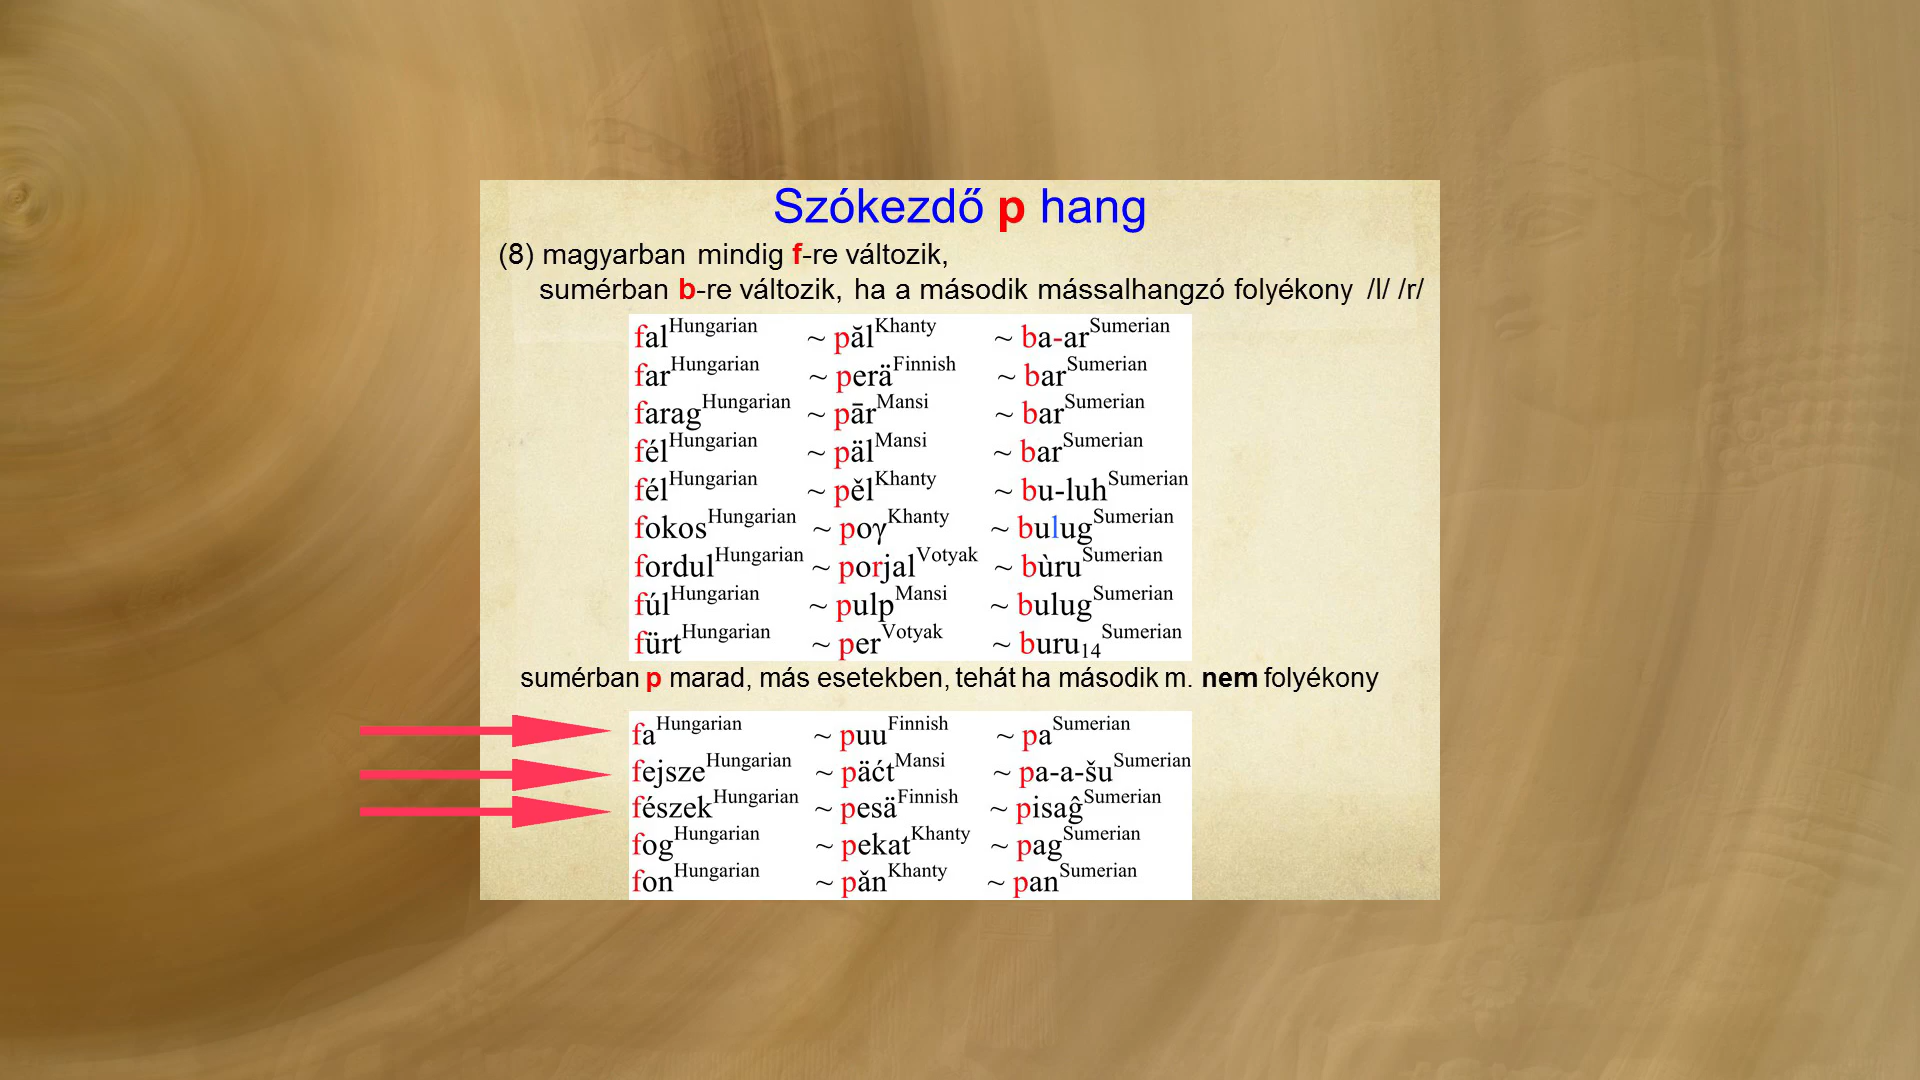 Szókezdő p hang
(8) magyarban mindig f-re változik,
sumérban b-re változik, ha a második mássalhangzó folyékony /l/ /r/
fal Hungarian ~ păl Khanty ~ ba-ar Sumerian
far Hungarian ~ perä Finnish ~ bar Sumerian
farag Hungarian ~ pār Mansi ~ bar Sumerian
fél Hungarian ~ päl Mansi ~ bar Sumerian
fél Hungarian ~ pĕl Khanty ~ bu-luh Sumerian
fokos Hungarian ~ poγ Khanty ~ bulug Sumerian
fordul Hungarian ~ porjal Votyak ~ bùru Sumerian
fúl Hungarian ~ pulp Mansi ~ bulug Sumerian
fürt Hungarian ~ per Votyak ~ buru14 Sumerian
sumérban p marad, más esetekben, tehát ha második m. nem folyékony
fa Hungarian ~ puu Finnish ~ pa Sumerian
fejsze Hungarian ~ päćt Mansi ~ pa-a-šu Sumerian
fészek Hungarian ~ pesä Finnish ~ pisaĝ Sumerian
fog Hungarian ~ pekat Khanty ~ pag Sumerian
fon Hungarian ~ păn Khanty ~ pan Sumerian